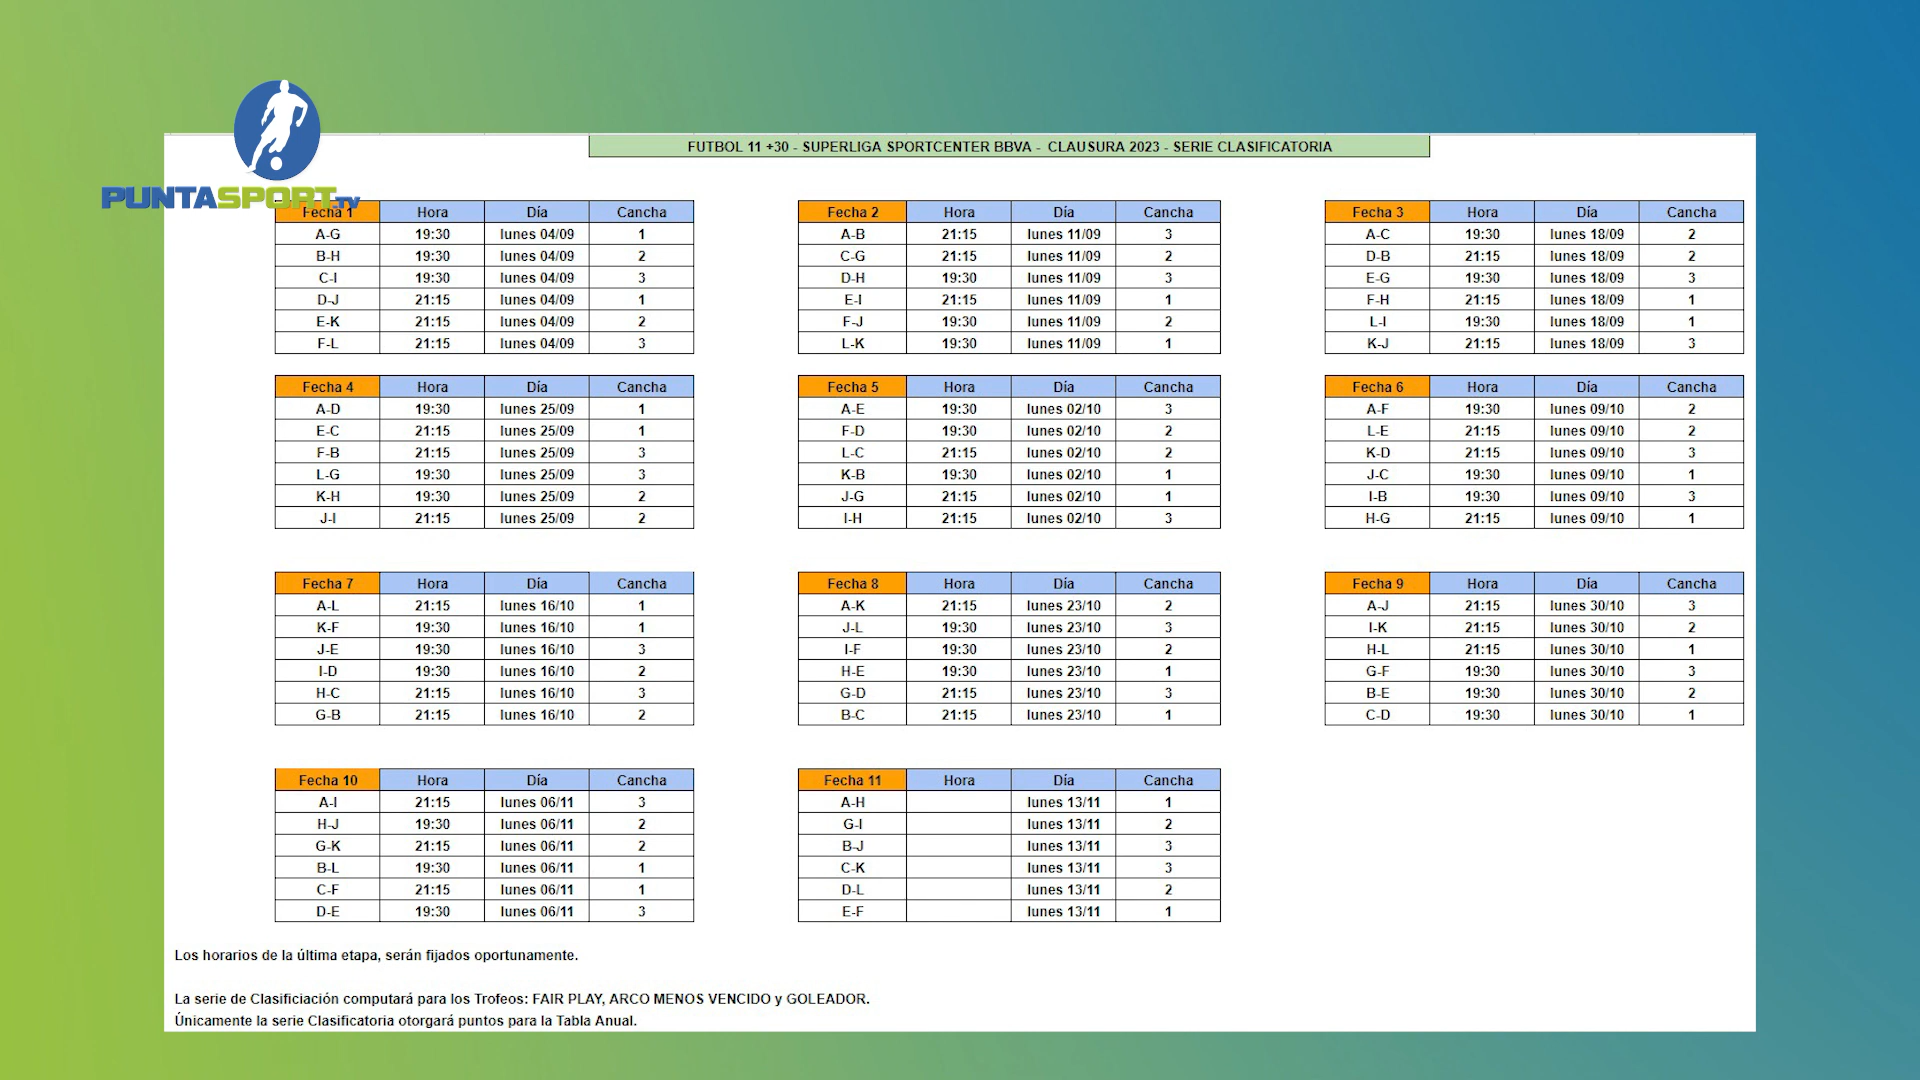 PUNTASPORT.TV
FUTBOL 11 +30 - SUPERLIGA SPORTCENTER BBVA - CLAUSURA 2023 - SERIE CLASIFICATORIA
Fecha 1 Hora Día Cancha
A-G 19:30 lunes 04/09 1
B-H 19:30 lunes 04/09 2
C-I 19:30 lunes 04/09 3
D-J 21:15 lunes 04/09 1
E-K 21:15 lunes 04/09 2
F-L 21:15 lunes 04/09 3
Fecha 2 Hora Día Cancha
A-B 21:15 lunes 11/09 3
C-G 21:15 lunes 11/09 2
D-H 19:30 lunes 11/09 3
E-I 21:15 lunes 11/09 1
F-J 19:30 lunes 11/09 2
L-K 19:30 lunes 11/09 1
Fecha 3 Hora Día Cancha
A-C 19:30 lunes 18/09 2
D-B 21:15 lunes 18/09 2
E-G 19:30 lunes 18/09 3
F-H 21:15 lunes 18/09 1
L-I 19:30 lunes 18/09 1
K-J 21:15 lunes 18/09 3
Fecha 4 Hora Día Cancha
A-D 19:30 lunes 25/09 1
E-C 21:15 lunes 25/09 1
F-B 21:15 lunes 25/09 3
L-G 19:30 lunes 25/09 3
K-H 19:30 lunes 25/09 2
J-I 21:15 lunes 25/09 2
Fecha 5 Hora Día Cancha
A-E 19:30 lunes 02/10 3
F-D 19:30 lunes 02/10 2
L-C 21:15 lunes 02/10 2
K-B 19:30 lunes 02/10 1
J-G 21:15 lunes 02/10 1
I-H 21:15 lunes 02/10 3
Fecha 6 Hora Día Cancha
A-F 19:30 lunes 09/10 2
L-E 21:15 lunes 09/10 2
K-D 21:15 lunes 09/10 3
J-C 19:30 lunes 09/10 1
I-B 19:30 lunes 09/10 3
H-G 21:15 lunes 09/10 1
Fecha 7 Hora Día Cancha
A-L 21:15 lunes 16/10 1
K-F 19:30 lunes 16/10 1
J-E 19:30 lunes 16/10 3
I-D 19:30 lunes 16/10 2
H-C 21:15 lunes 16/10 3
G-B 21:15 lunes 16/10 2
Fecha 8 Hora Día Cancha
A-K 21:15 lunes 23/10 2
J-L 19:30 lunes 23/10 3
I-F 19:30 lunes 23/10 2
H-E 19:30 lunes 23/10 1
G-D 21:15 lunes 23/10 3
B-C 21:15 lunes 23/10 1
Fecha 9 Hora Día Cancha
A-J 21:15 lunes 30/10 3
I-K 21:15 lunes 30/10 2
H-L 21:15 lunes 30/10 1
G-F 19:30 lunes 30/10 3
B-E 19:30 lunes 30/10 2
C-D 19:30 lunes 30/10 1
Fecha 10 Hora Día Cancha
A-I 21:15 lunes 06/11 3
H-J 19:30 lunes 06/11 2
G-K 21:15 lunes 06/11 2
B-L 19:30 lunes 06/11 1
C-F 21:15 lunes 06/11 1
D-E 19:30 lunes 06/11 3
Fecha 11 Hora Día Cancha
A-H lunes 13/11 1
G-I lunes 13/11 2
B-J lunes 13/11 3
C-K lunes 13/11 3
D-L lunes 13/11 2
E-F lunes 13/11 1
Los horarios de la última etapa, serán fijados oportunamente.
La serie de Clasificiación computará para los Trofeos: FAIR PLAY, ARCO MENOS VENCIDO y GOLEADOR.
Únicamente la serie Clasificatoria otorgará puntos para la Tabla Anual.